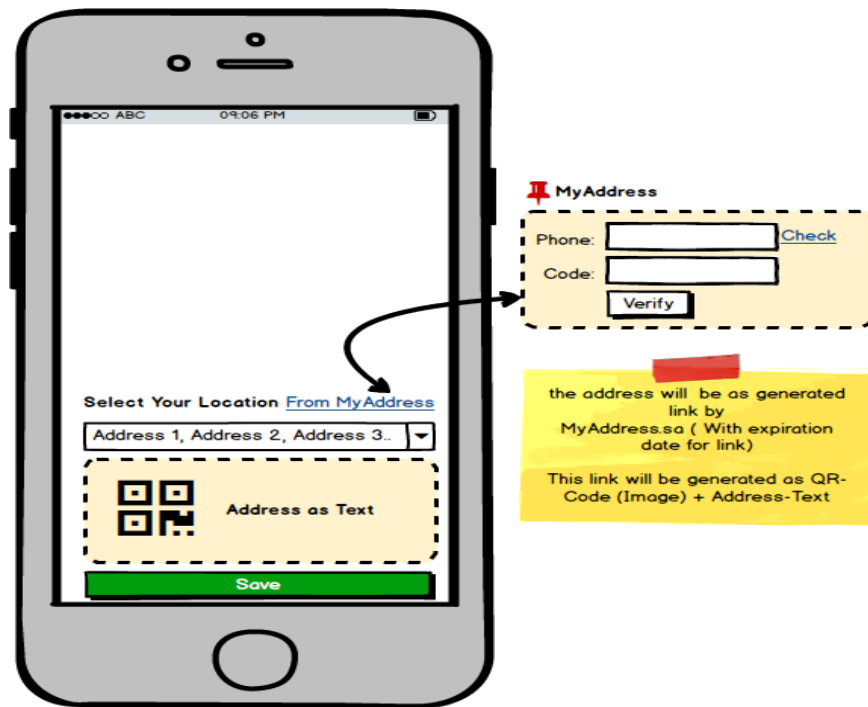 ABC 09:06 PM
MyAddress
Phone: Check
Code:
Verify
Select Your Location From MyAddress
Address 1, Address 2, Address 3..
Address as Text
Save
the address will be as generated
link by
MyAddress.sa ( With expiration
date for link)
This link will be generated as QR-
Code (Image) + Address-Text